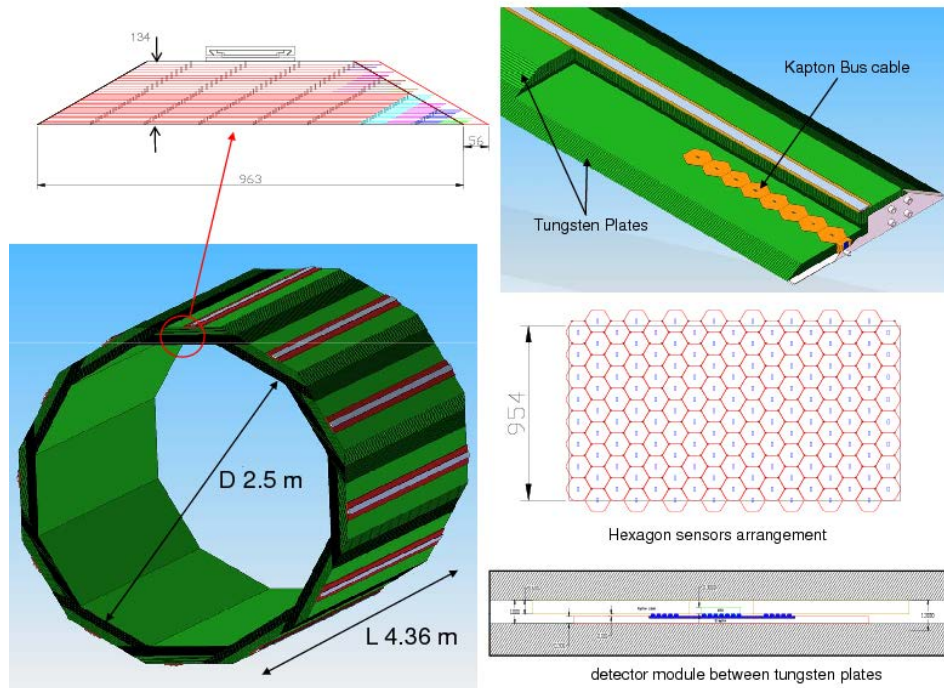 134
56
963
Kapton Bus cable
Tungsten Plates
D 2.5 m
L 4.36 m
954
Hexagon sensors arrangement
detector module between tungsten plates